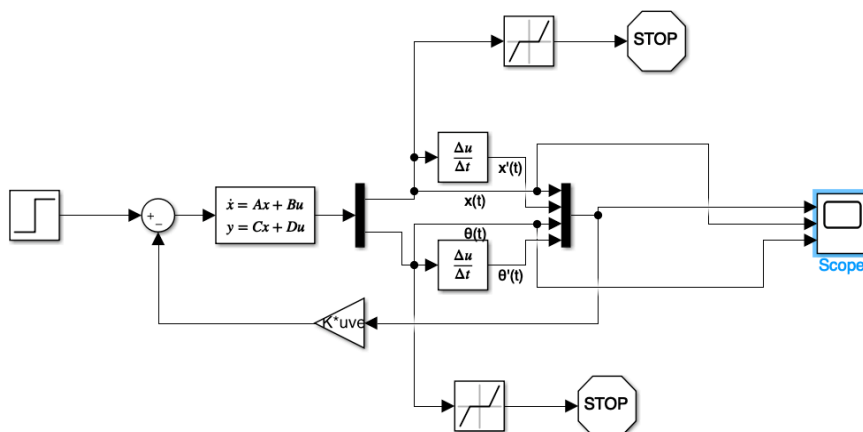 STOP
Δu
Δt
x'(t)
+
−
ẋ = Ax + Bu
y = Cx + Du
x(t)
θ(t)
Δu
Δt
θ'(t)
Scope
K*uve
STOP